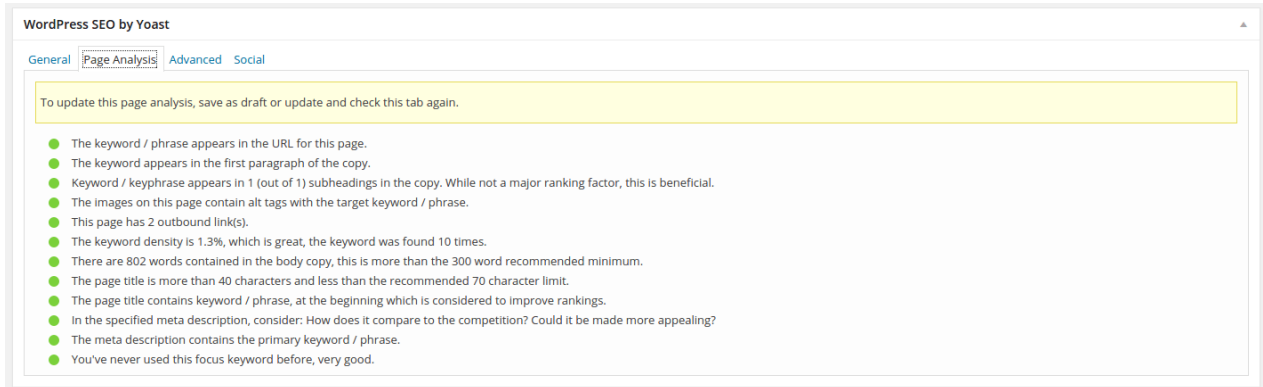 WordPress SEO by Yoast
General Page Analysis Advanced Social
To update this page analysis, save as draft or update and check this tab again.
The keyword / phrase appears in the URL for this page.
The keyword appears in the first paragraph of the copy.
Keyword / keyphrase appears in 1 (out of 1) subheadings in the copy. While not a major ranking factor, this is beneficial.
The images on this page contain alt tags with the target keyword / phrase.
This page has 2 outbound link(s).
The keyword density is 1.3%, which is great, the keyword was found 10 times.
There are 802 words contained in the body copy, this is more than the 300 word recommended minimum.
The page title is more than 40 characters and less than the recommended 70 character limit.
The page title contains keyword / phrase, at the beginning which is considered to improve rankings.
In the specified meta description, consider: How does it compare to the competition? Could it be made more appealing?
The meta description contains the primary keyword / phrase.
You've never used this focus keyword before, very good.